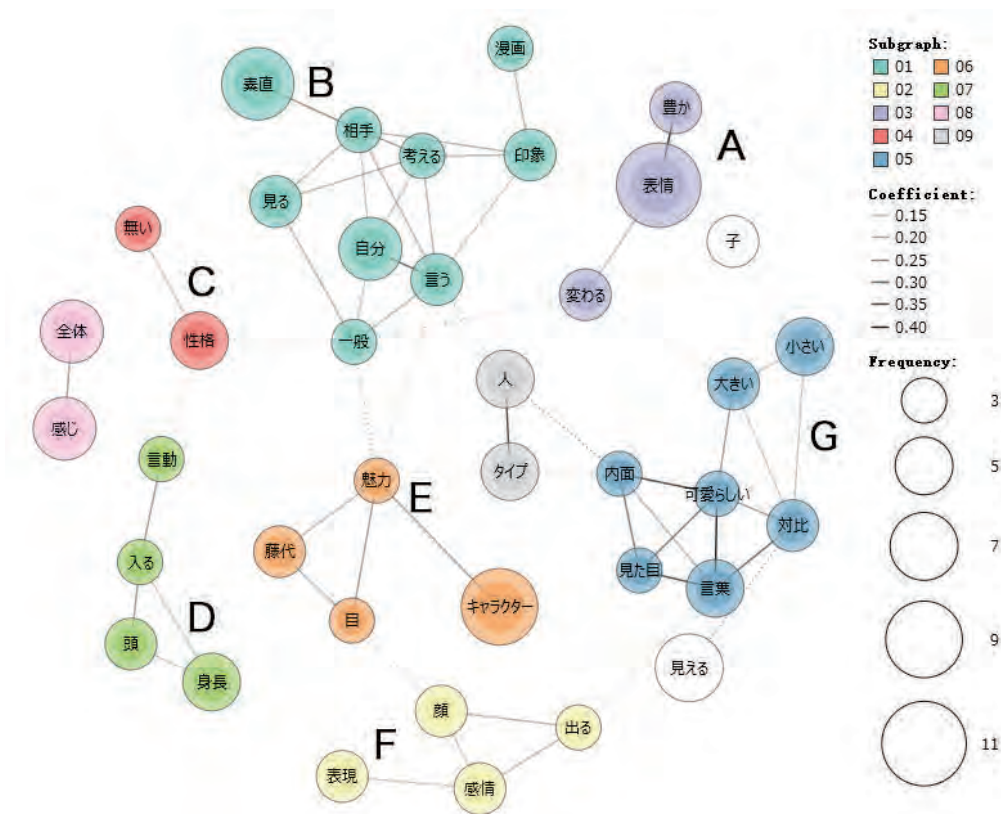 漫画
素直
B
相手
考える
印象
見る
自分
言う
一般
豊か
A
表情
子
変わる
無い
C
性格
全体
感じ
言動
入る
D
頭
身長
魅力
E
藤代
目
キャラクター
人
タイプ
小さい
大きい
G
内面
可愛らしい
対比
見た目
言葉
見える
顔
出る
F
表現
感情
Subgraph:
01 06
02 07
03 08
04 09
05
Coefficient:
0.15
0.20
0.25
0.30
0.35
0.40
Frequency:
3
5
7
9
11